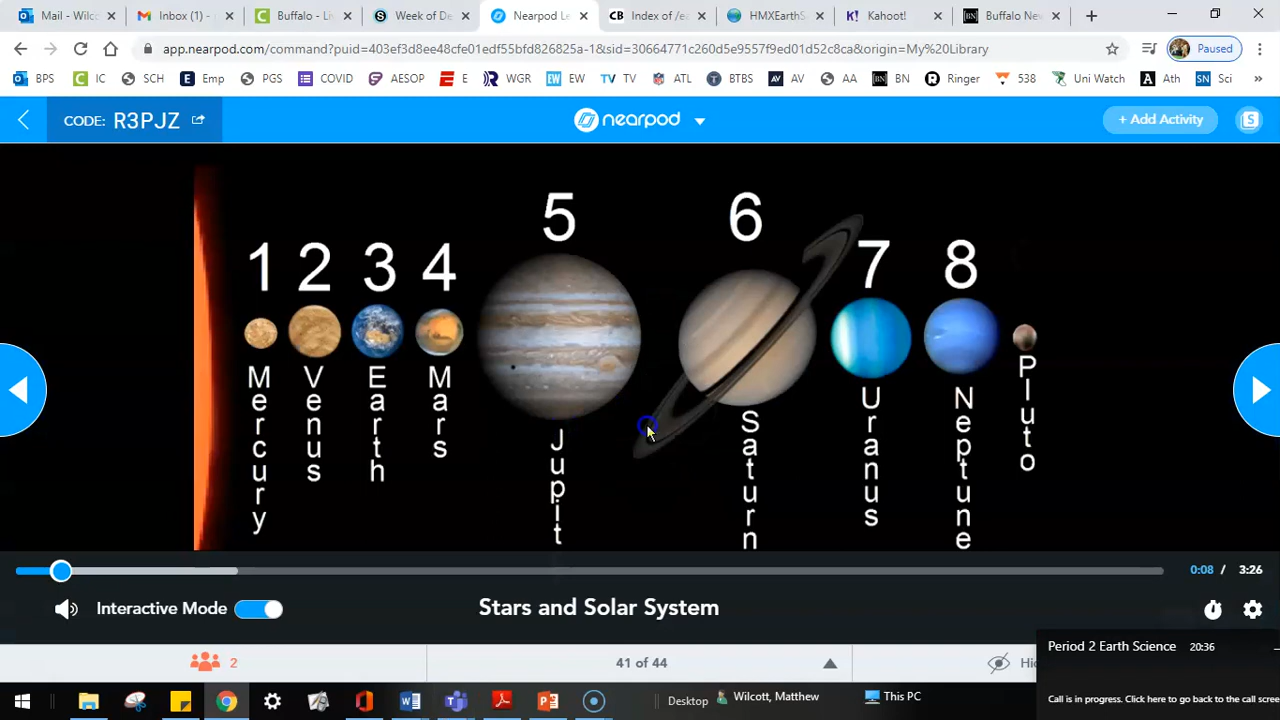 Mail - Wilc
Inbox (1) -
Buffalo - Liv
Week of De
Nearpod Le
Index of /ea
HMXEarthS
Kahoot!
Buffalo Nev
app.nearpod.com/command?puid=403ef3d8ee48cfe01edf55bfd826825a-1&sid=30664771c260d5e9557f9ed01d52c8ca&origin=My%20Library
Paused
BPS IC SCH Emp PGS COVID AESOP E WGR EW TV ATL BTBS AV AA BN Ringer 538 Uni Watch Ath Sci »
CODE: R3PJZ
nearpod
+ Add Activity
1 2 3 4 5 6 7 8
Mercury
Venus
Earth
Mars
Jupit
Saturn
Uranus
Neptune
Pluto
0:08 / 3:26
Interactive Mode
Stars and Solar System
2
41 of 44
Hi
Period 2 Earth Science 20:36
Call is in progress. Click here to go back to the call scree
Desktop
Wilcott, Matthew
This PC